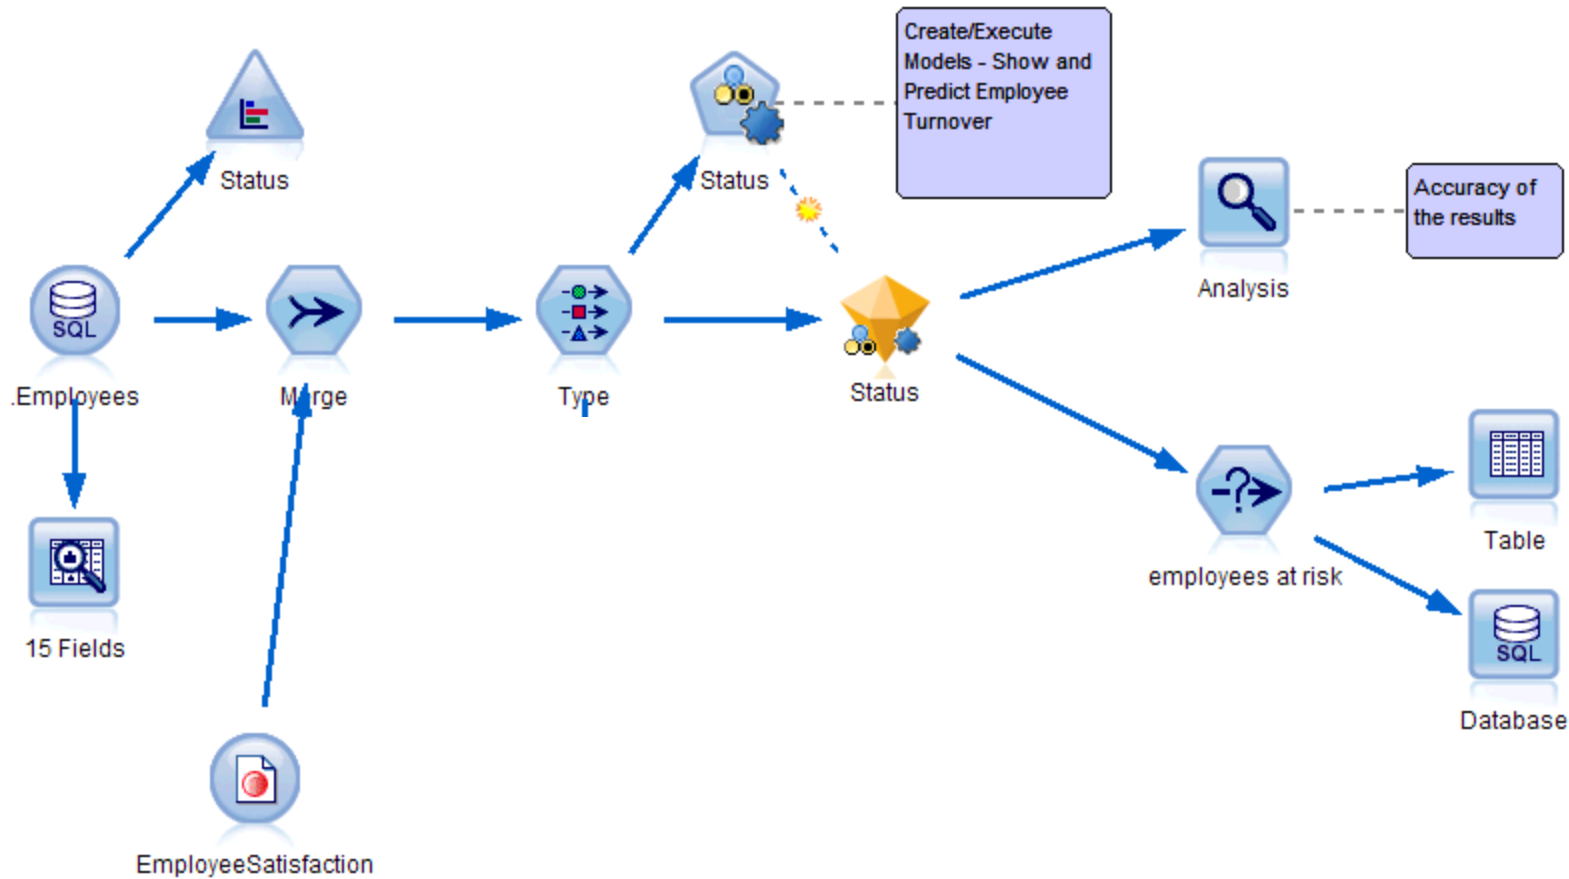 Create/Execute
Models - Show and
Predict Employee
Turnover
Status
Status
Accuracy of
the results
Analysis
SQL
.Employees
Merge
Type
Status
Table
employees at risk
15 Fields
SQL
Database
EmployeeSatisfaction